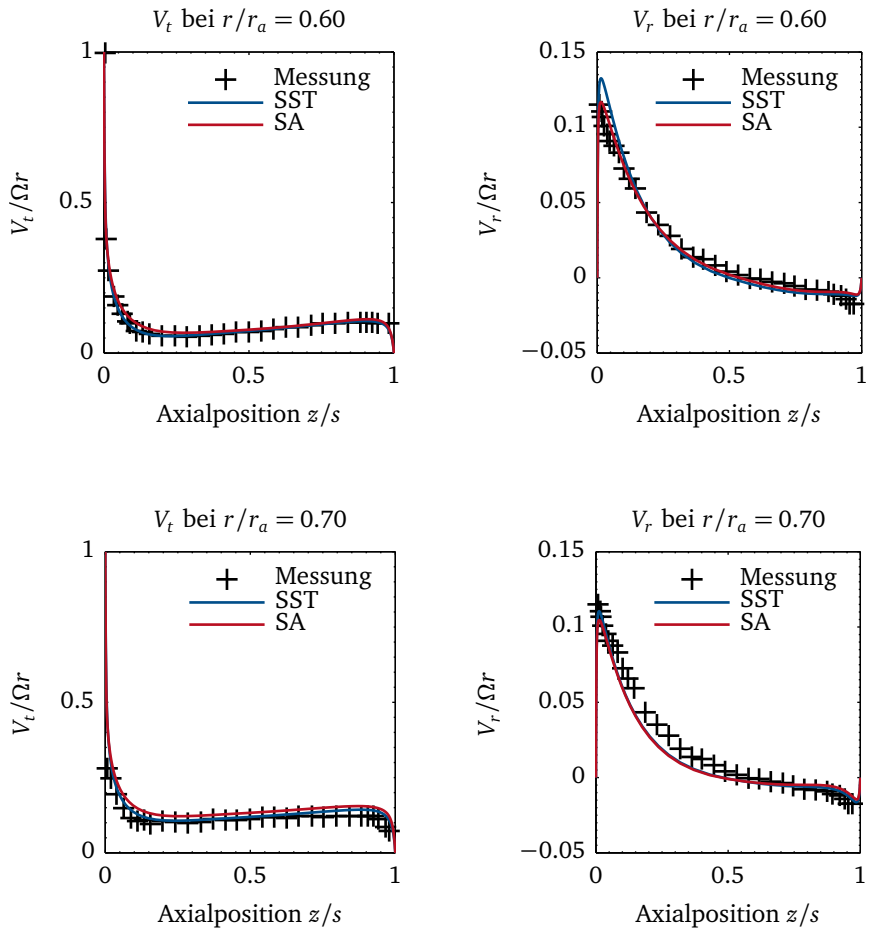 V_t bei r/r_a = 0.60
1
0.5
0
V_t/Ωr
Messung
SST
SA
0 0.5 1
Axialposition z/s
V_r bei r/r_a = 0.60
0.15
0.1
0.05
0
−0.05
V_r/Ωr
Messung
SST
SA
0 0.5 1
Axialposition z/s
V_t bei r/r_a = 0.70
1
0.5
0
V_t/Ωr
Messung
SST
SA
0 0.5 1
Axialposition z/s
V_r bei r/r_a = 0.70
0.15
0.1
0.05
0
−0.05
V_r/Ωr
Messung
SST
SA
0 0.5 1
Axialposition z/s